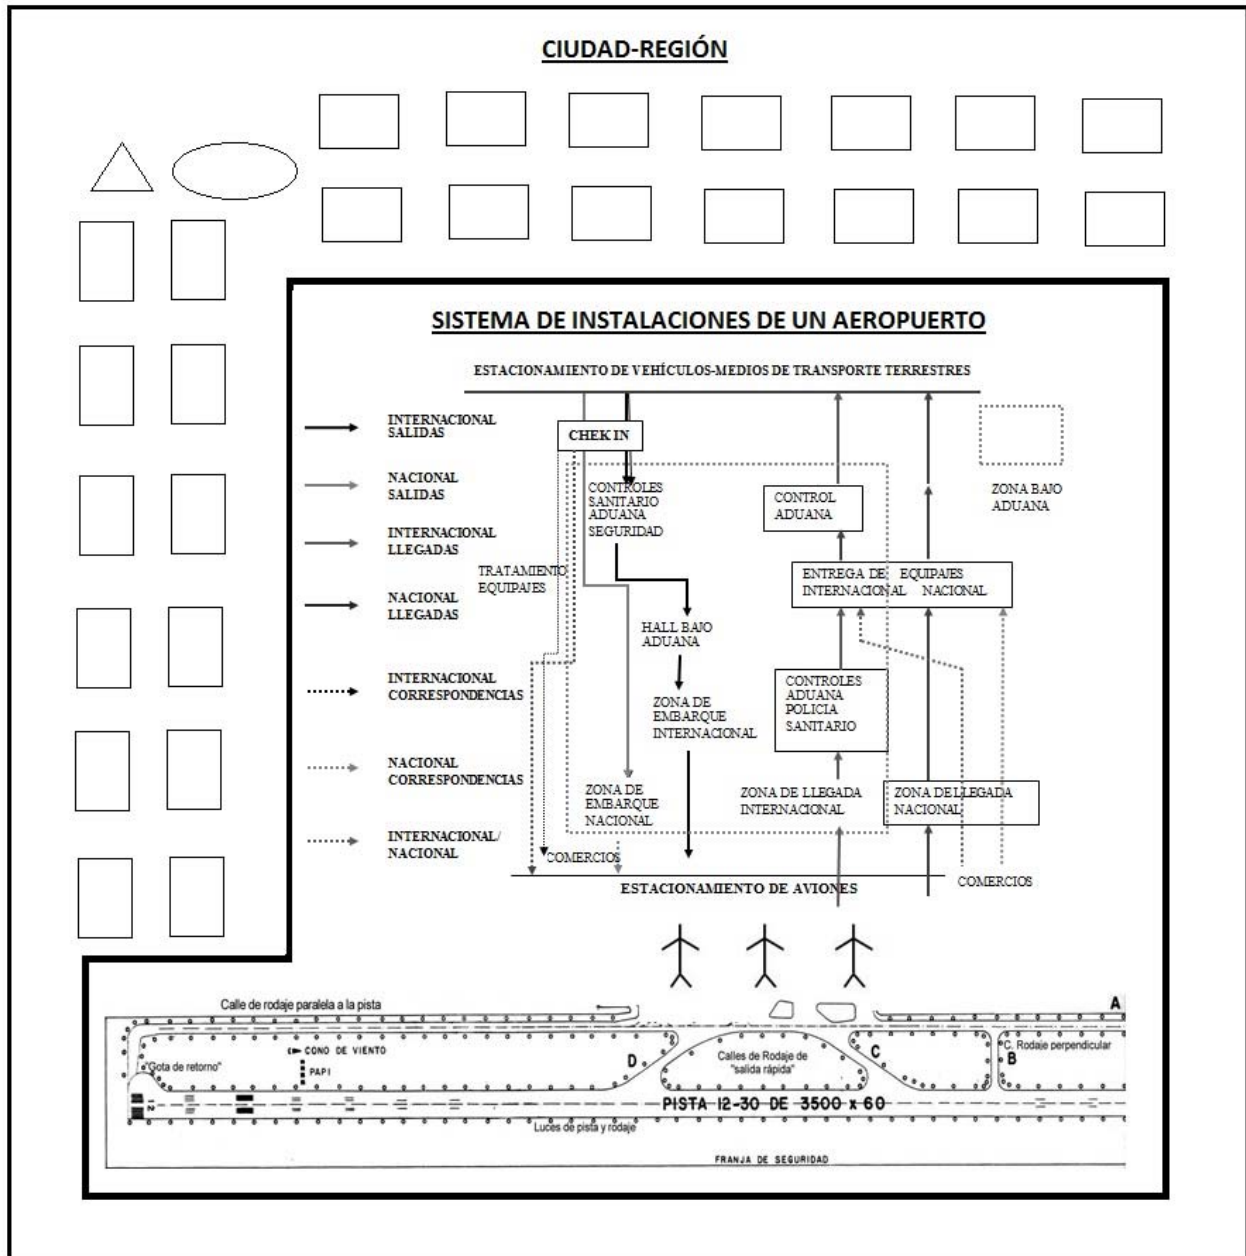 CIUDAD-REGIÓN
SISTEMA DE INSTALACIONES DE UN AEROPUERTO
ESTACIONAMIENTO DE VEHÍCULOS-MEDIOS DE TRANSPORTE TERRESTRES
INTERNACIONAL
SALIDAS
NACIONAL
SALIDAS
INTERNACIONAL
LLEGADAS
NACIONAL
LLEGADAS
INTERNACIONAL
CORRESPONDENCIAS
NACIONAL
CORRESPONDENCIAS
INTERNACIONAL/
NACIONAL
CHEK IN
CONTROLES
SANITARIO
ADUANA
SEGURIDAD
TRATAMIENTO
EQUIPAJES
HALL BAJO
ADUANA
ZONA DE
EMBARQUE
INTERNACIONAL
ZONA DE
EMBARQUE
NACIONAL
COMERCIOS
CONTROL
ADUANA
ENTREGA DE EQUIPAJES
INTERNACIONAL NACIONAL
CONTROLES
ADUANA
POLICIA
SANITARIO
ZONA DE LLEGADA
INTERNACIONAL
ZONA DE LLEGADA
NACIONAL
ZONA BAJO
ADUANA
COMERCIOS
ESTACIONAMIENTO DE AVIONES
Calle de rodaje paralela a la pista
A
CONO DE VIENTO
PAPI
"Gota de retorno"
D
Calles de Rodaje de
"salida rápida"
C
C. Rodaje perpendicular
B
12
PISTA 12-30 DE 3500 x 60
Luces de pista y rodaje
FRANJA DE SEGURIDAD